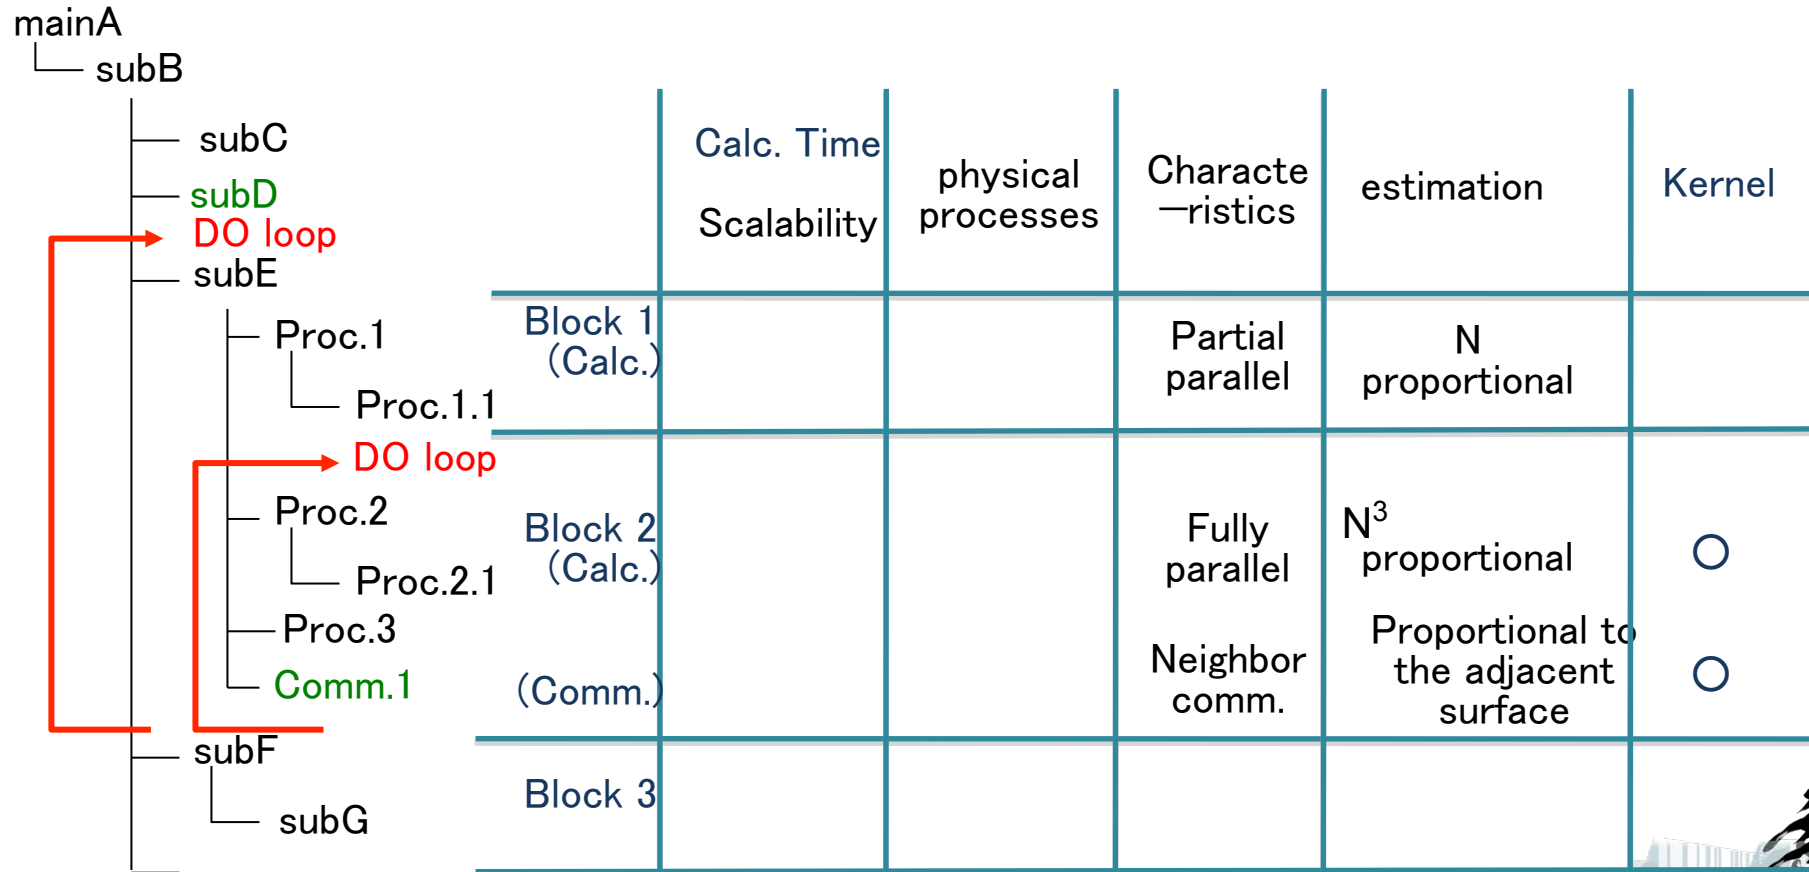 mainA
subB
subC
subD
DO loop
subE
Proc.1
Proc.1.1
DO loop
Proc.2
Proc.2.1
Proc.3
Comm.1
subF
subG
Calc. Time
Scalability
physical
processes
Characte
−ristics
estimation
Kernel
Block 1
(Calc.)
Partial
parallel
N
proportional
Block 2
(Calc.)
Fully
parallel
N³
proportional
○
(Comm.)
Neighbor
comm.
Proportional to
the adjacent
surface
○
Block 3